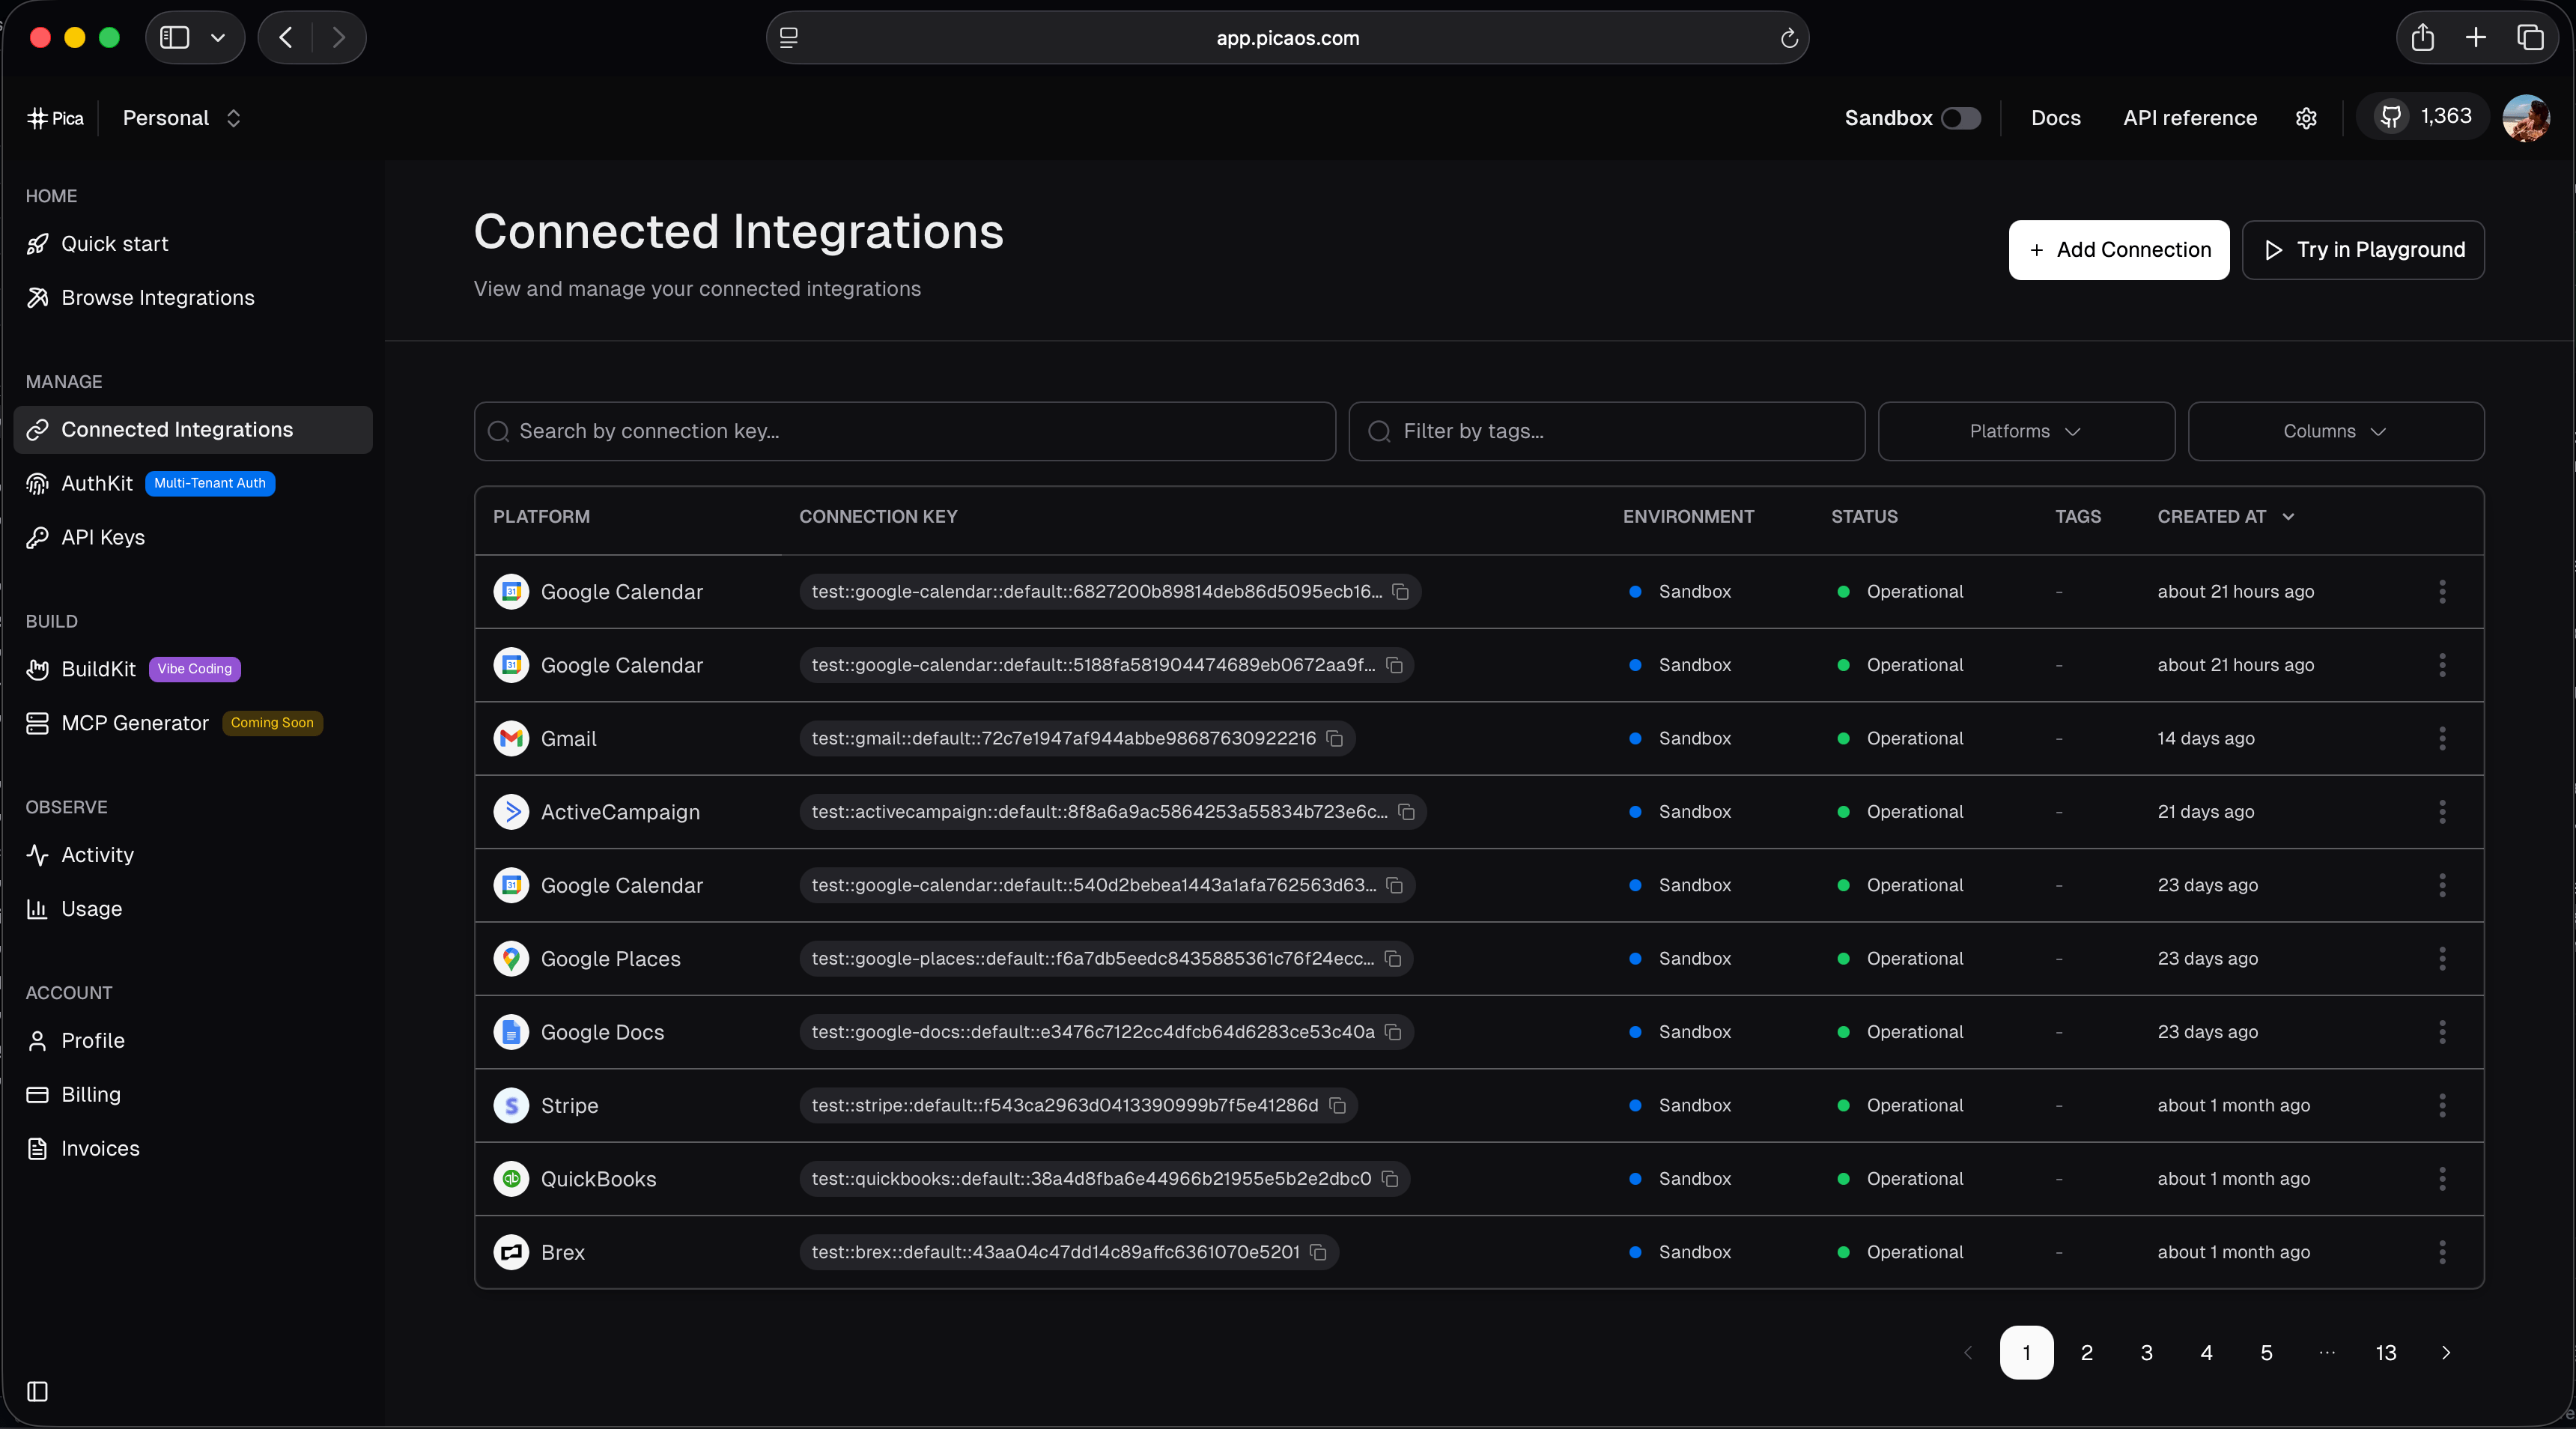 app.picaos.com
Pica
Personal
Sandbox
Docs
API reference
1,363
HOME
Quick start
Browse Integrations
MANAGE
Connected Integrations
AuthKit Multi-Tenant Auth
API Keys
BUILD
BuildKit Vibe Coding
MCP Generator Coming Soon
OBSERVE
Activity
Usage
ACCOUNT
Profile
Billing
Invoices
Connected Integrations
View and manage your connected integrations
+ Add Connection
Try in Playground
Search by connection key...
Filter by tags...
Platforms
Columns
PLATFORM CONNECTION KEY ENVIRONMENT STATUS TAGS CREATED AT
Google Calendar test::google-calendar::default::6827200b89814deb86d5095ecb16... Sandbox Operational - about 21 hours ago
Google Calendar test::google-calendar::default::5188fa581904474689eb0672aa9f... Sandbox Operational - about 21 hours ago
Gmail test::gmail::default::72c7e1947af944abbe98687630922216 Sandbox Operational - 14 days ago
ActiveCampaign test::activecampaign::default::8f8a6a9ac5864253a55834b723e6c... Sandbox Operational - 21 days ago
Google Calendar test::google-calendar::default::540d2bebea1443a1afa762563d63... Sandbox Operational - 23 days ago
Google Places test::google-places::default::f6a7db5eedc8435885361c76f24ecc... Sandbox Operational - 23 days ago
Google Docs test::google-docs::default::e3476c7122cc4dfcb64d6283ce53c40a Sandbox Operational - 23 days ago
Stripe test::stripe::default::f543ca2963d0413390999b7f5e41286d Sandbox Operational - about 1 month ago
QuickBooks test::quickbooks::default::38a4d8fba6e44966b21955e5b2e2dbc0 Sandbox Operational - about 1 month ago
Brex test::brex::default::43aa04c47dd14c89affc6361070e5201 Sandbox Operational - about 1 month ago
1 2 3 4 5 ... 13